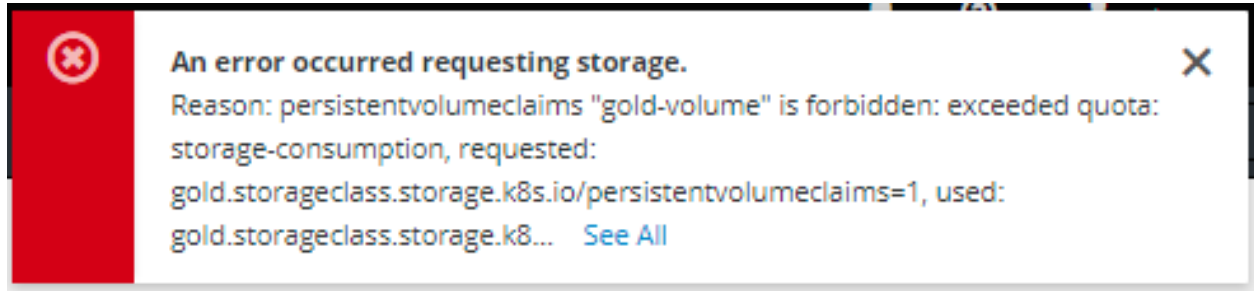 An error occurred requesting storage.
Reason: persistentvolumeclaims "gold-volume" is forbidden: exceeded quota:
storage-consumption, requested:
gold.storageclass.storage.k8s.io/persistentvolumeclaims=1, used:
gold.storageclass.storage.k8... See All